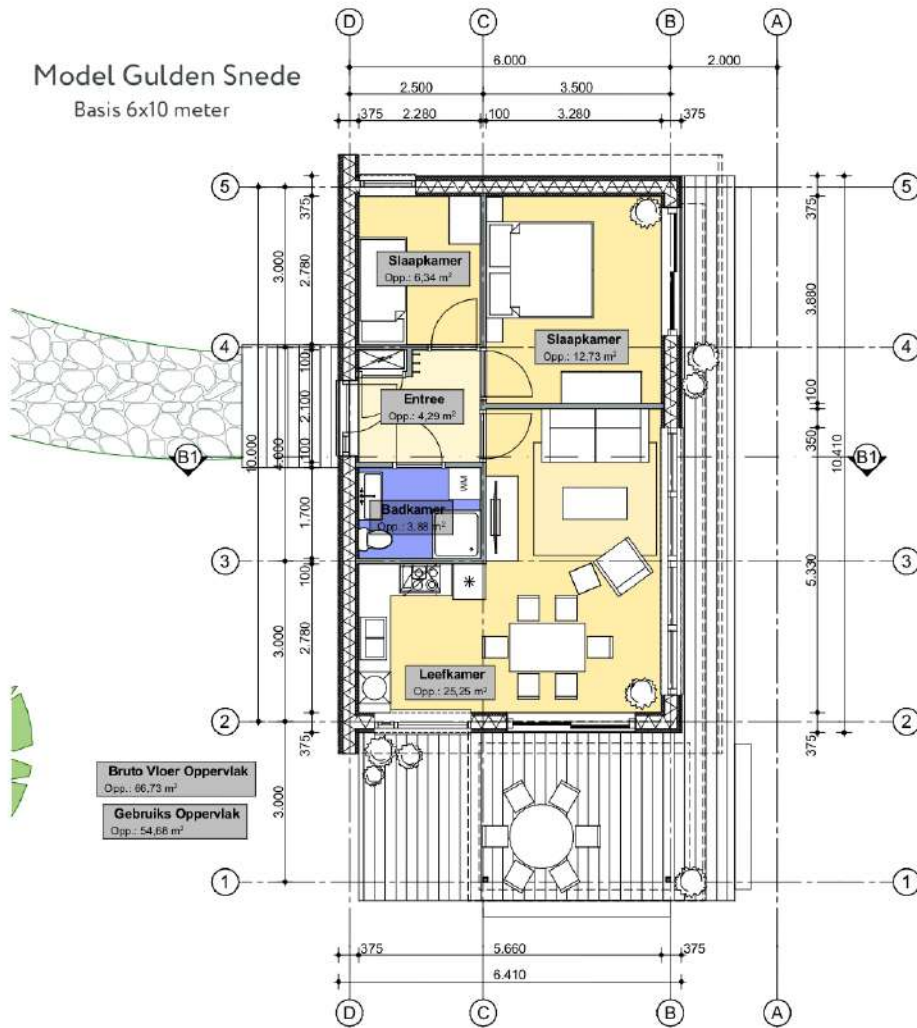 Model Gulden Snede
Basis 6x10 meter
D
C
B
A
6.000
2.000
2.500
3.500
375
2.280
100
3.280
375
5
5
375
375
3.000
2.780
3.880
Slaapkamer
Opp.: 6,34 m²
Slaapkamer
Opp.: 12,73 m²
4
4
100
100
Entree
Opp.: 4,29 m²
2.100
350
10.000
4.600
10.410
B1
B1
100
WM
Badkamer
Opp.: 3,88 m²
1.700
3
3
100
5.330
3.000
2.780
Leefkamer
Opp.: 25,25 m²
2
2
375
375
Bruto Vloer Oppervlak
Opp.: 66,73 m²
Gebruiks Oppervlak
Opp.: 54,68 m²
3.000
1
1
375
5.660
375
6.410
D
C
B
A